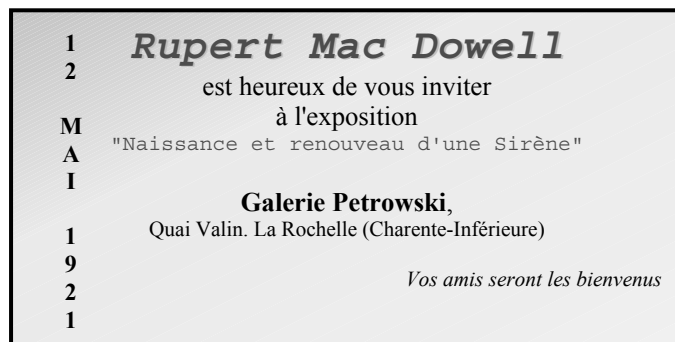 12 MAI 1921
Rupert Mac Dowell
est heureux de vous inviter
à l'exposition
"Naissance et renouveau d'une Sirène"
Galerie Petrowski,
Quai Valin. La Rochelle (Charente-Inférieure)
Vos amis seront les bienvenus